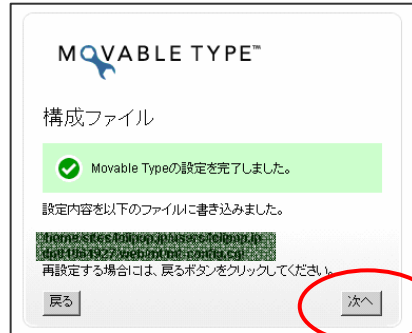 MOVABLE TYPE™
構成ファイル
Movable Typeの設定を完了しました。
設定内容を以下のファイルに書き込みました。
再設定する場合には、戻るボタンをクリックしてください。
戻る
次へ